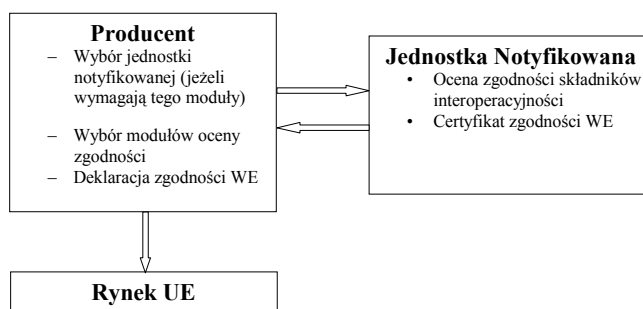 Producent
– Wybór jednostki
notyfikowanej (jeżeli
wymagają tego moduły)
– Wybór modułów oceny
zgodności
– Deklaracja zgodności WE
Jednostka Notyfikowana
• Ocena zgodności składników
interoperacyjności
• Certyfikat zgodności WE
Rynek UE